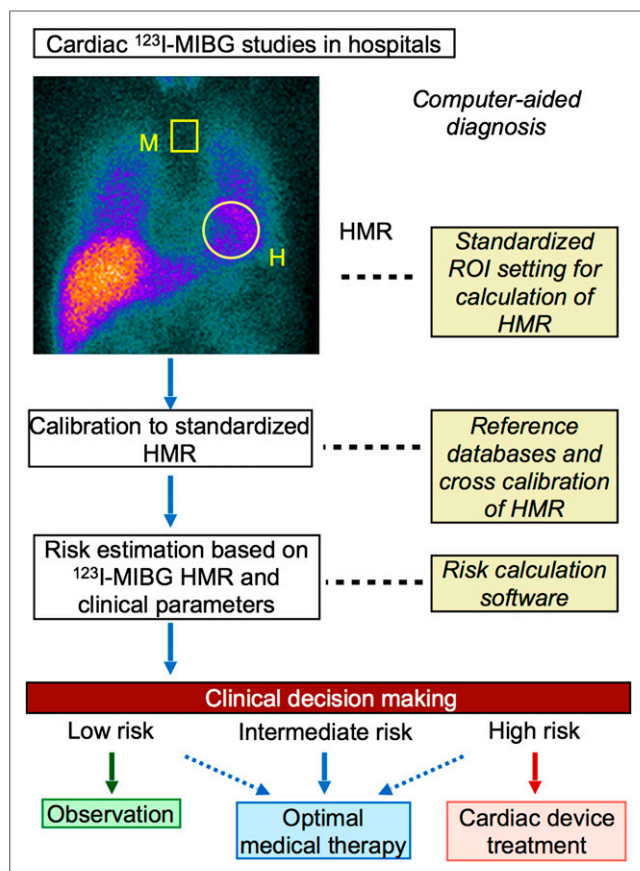 Cardiac ¹²³I-MIBG studies in hospitals
Computer-aided
diagnosis
M
H
HMR
Standardized
ROI setting for
calculation of
HMR
Calibration to standardized
HMR
Reference
databases and
cross calibration
of HMR
Risk estimation based on
¹²³I-MIBG HMR and
clinical parameters
Risk calculation
software
Clinical decision making
Low risk
Intermediate risk
High risk
Observation
Optimal
medical therapy
Cardiac device
treatment